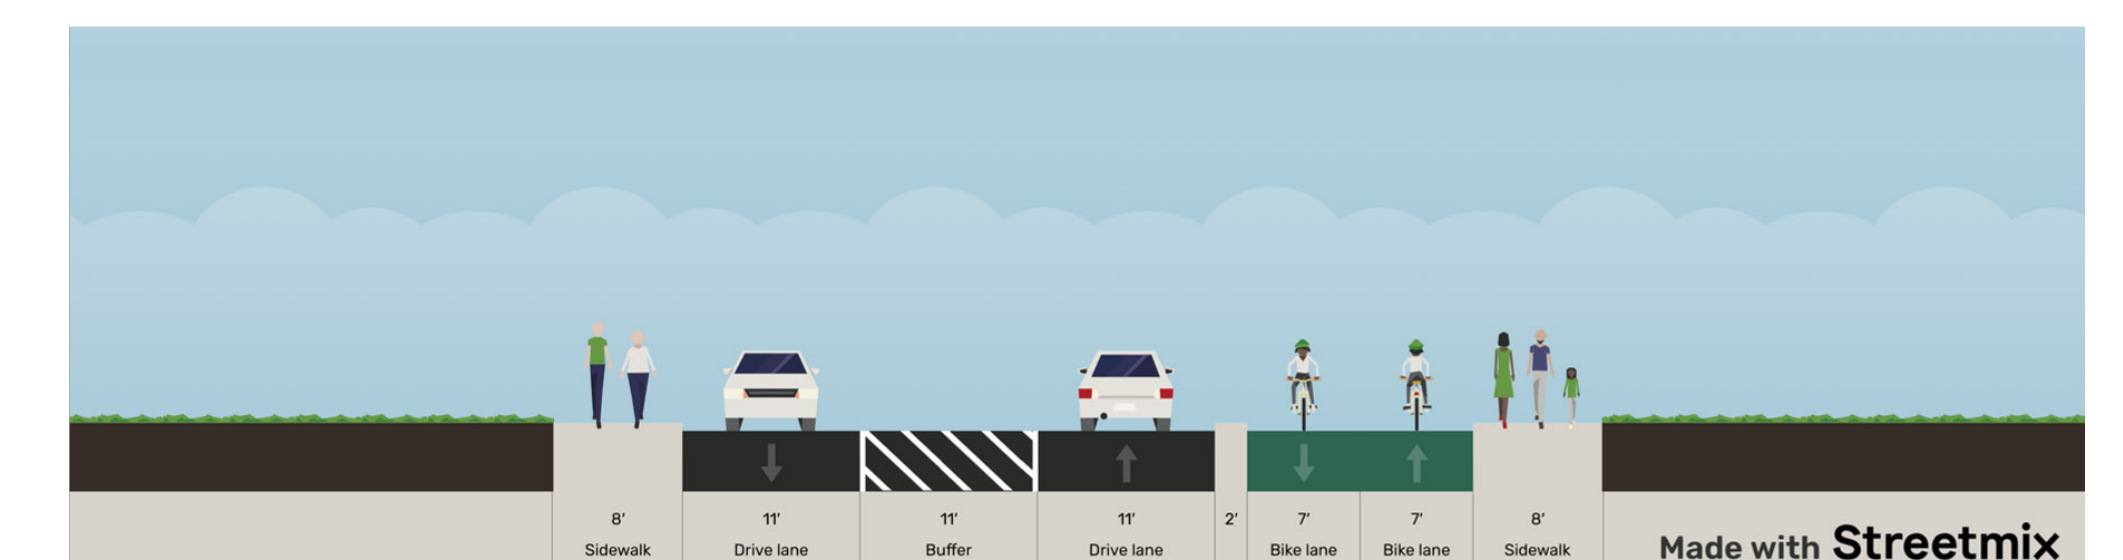 8′ 11′ 11′ 11′ 2′ 7′ 7′ 8′
Sidewalk Drive lane Buffer Drive lane Bike lane Bike lane Sidewalk
Made with Streetmix